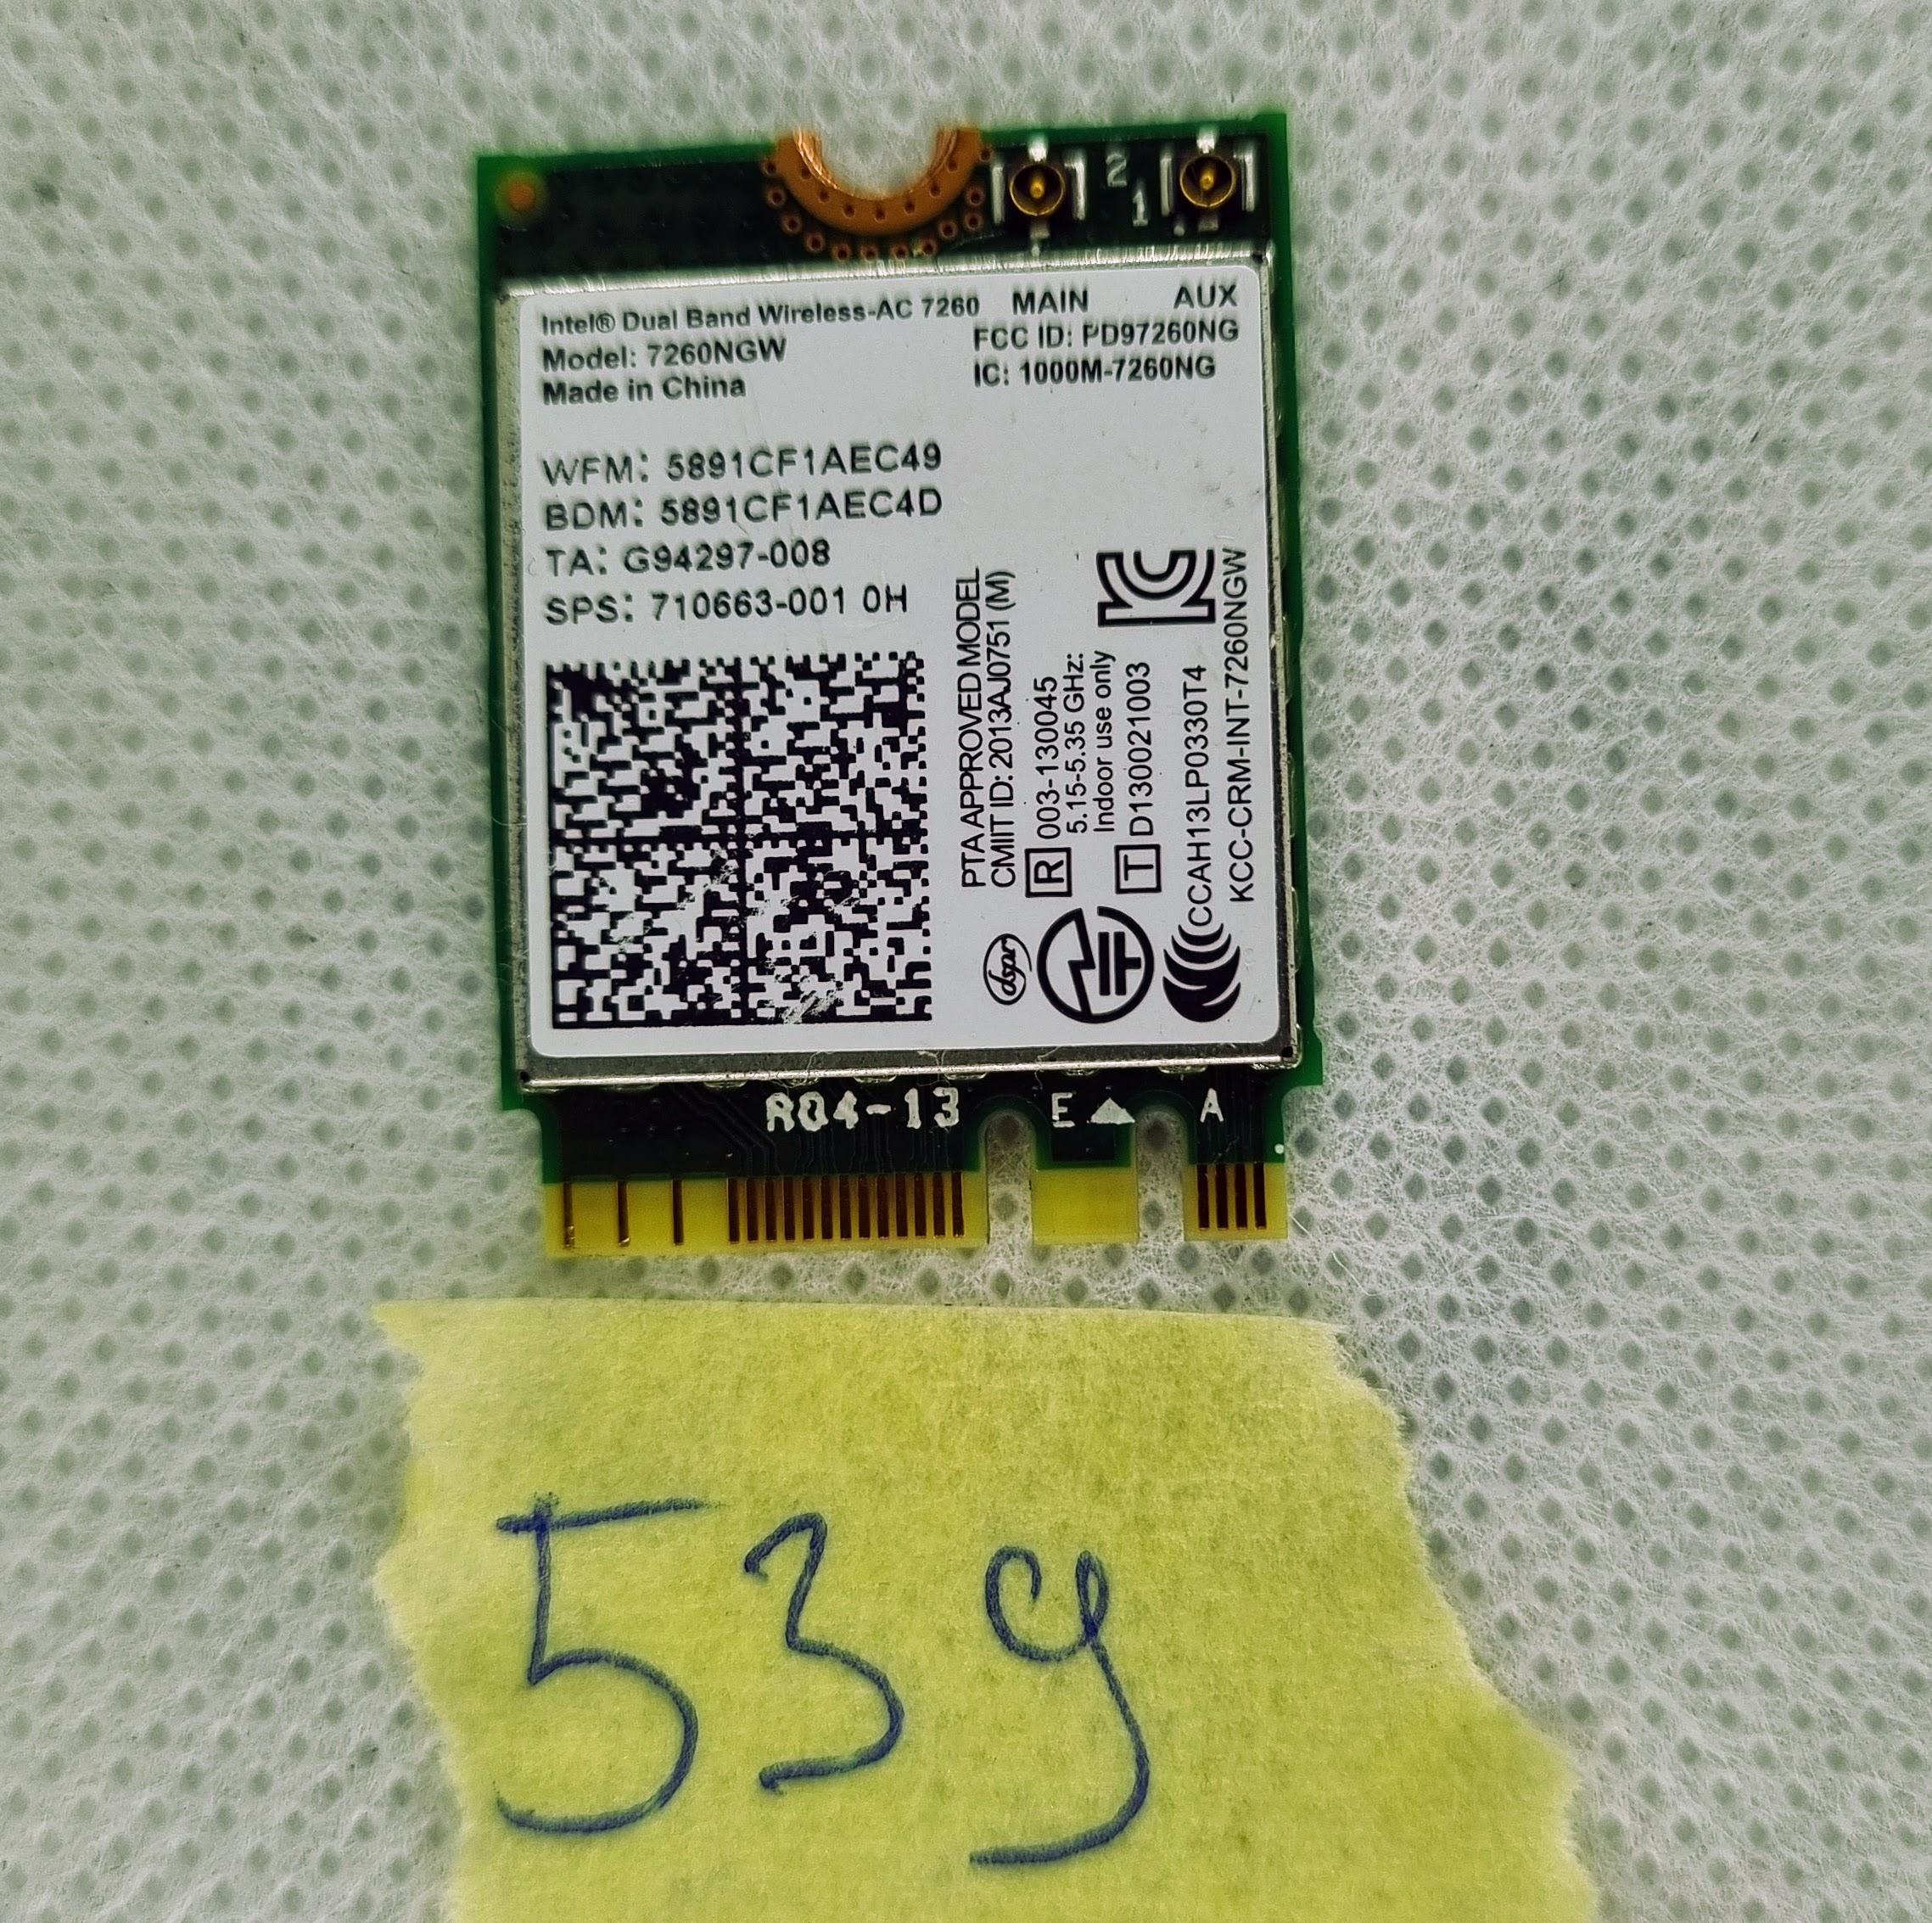 2
1
Intel® Dual Band Wireless-AC 7260 MAIN AUX
Model: 7260NGW FCC ID: PD97260NG
Made in China IC: 1000M-7260NG
WFM: 5891CF1AEC49
BDM: 5891CF1AEC4D
TA: G94297-008
SPS: 710663-001 0H
PTA APPROVED MODEL
CMIIT ID: 2013AJ0751 (M)
R 003-130045
5.15-5.35 GHz:
Indoor use only
T D130021003
CCAH13LP0330T4
KCC-CRM-INT-7260NGW
dspr
R04-13 E A
539